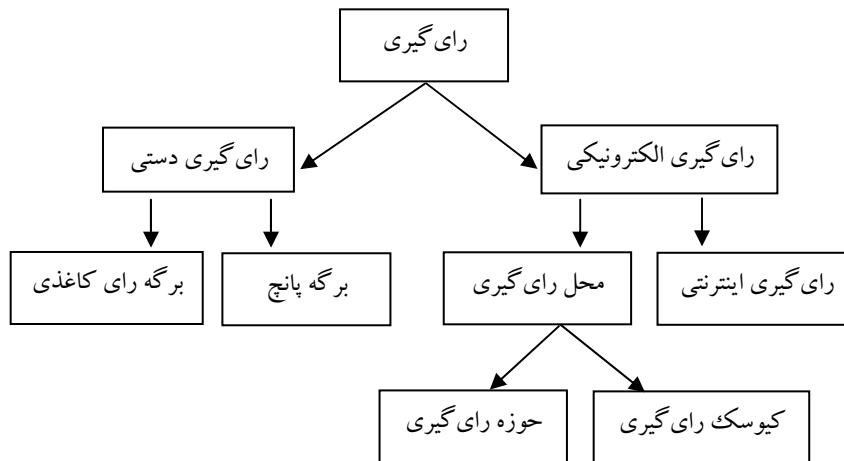 رای‌گیری
رای‌گیری الکترونیکی
رای‌گیری دستی
رای‌گیری اینترنتی
محل رای‌گیری
برگه پانچ
برگه رای کاغذی
کیوسک رای‌گیری
حوزه رای‌گیری